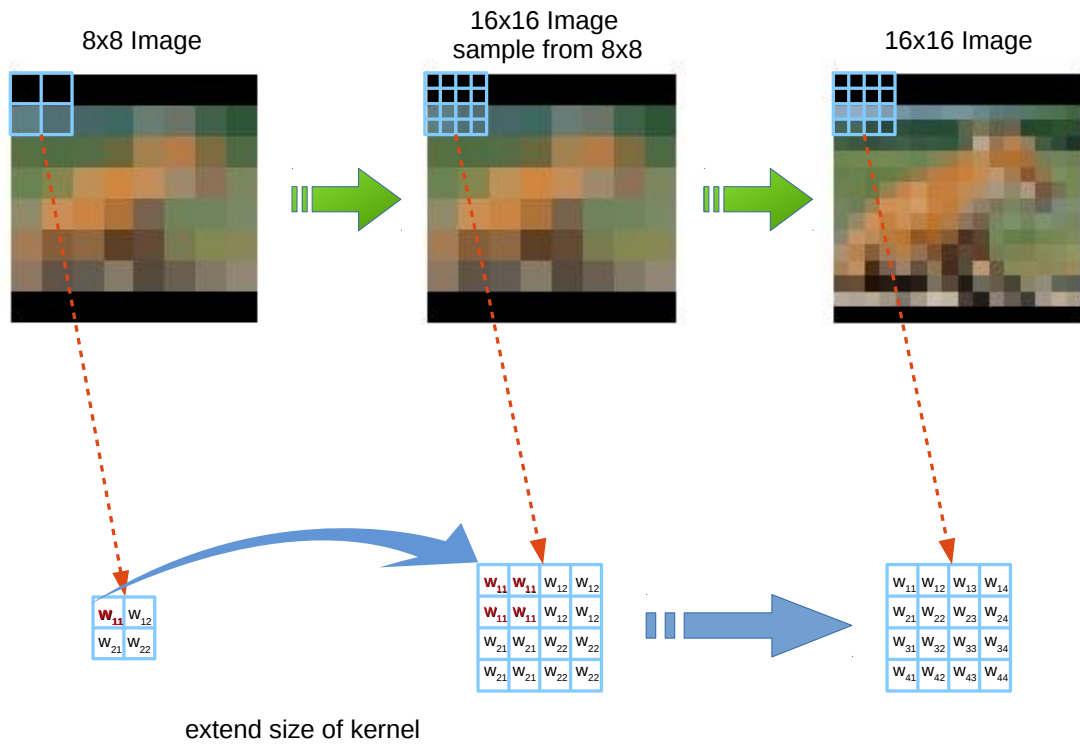 8x8 Image
16x16 Image
sample from 8x8
16x16 Image
w11 w12
w21 w22
w11 w11 w12 w12
w11 w11 w12 w12
w21 w21 w22 w22
w21 w21 w22 w22
w11 w12 w13 w14
w21 w22 w23 w24
w31 w32 w33 w34
w41 w42 w43 w44
extend size of kernel